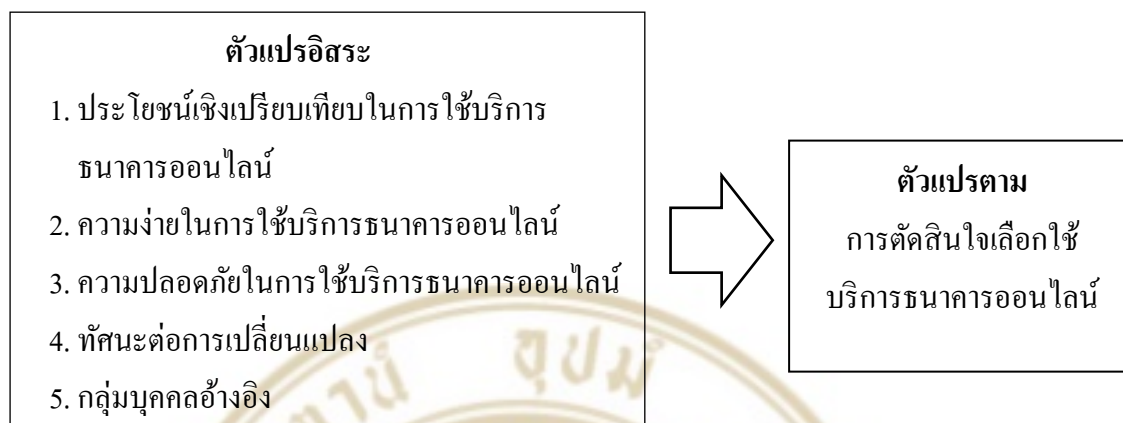 ตัวแปรอิสระ
1. ประโยชน์เชิงเปรียบเทียบในการใช้บริการ
ธนาคารออนไลน์
2. ความง่ายในการใช้บริการธนาคารออนไลน์
3. ความปลอดภัยในการใช้บริการธนาคารออนไลน์
4. ทัศนะต่อการเปลี่ยนแปลง
5. กลุ่มบุคคลอ้างอิง
ตัวแปรตาม
การตัดสินใจเลือกใช้
บริการธนาคารออนไลน์